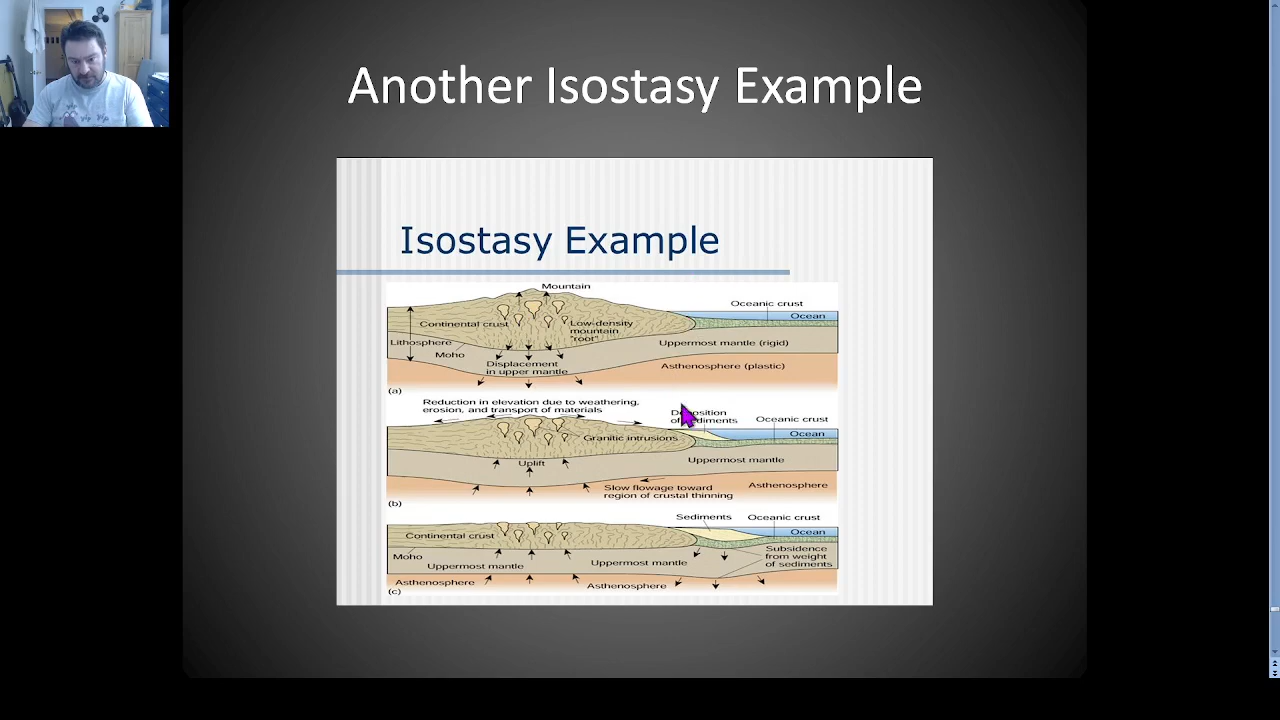 Another Isostasy Example
Isostasy Example
Mountain
Oceanic crust
Ocean
Continental crust
Low-density
mountain
"root"
Lithosphere
Uppermost mantle (rigid)
Moho
Displacement
in upper mantle
Asthenosphere (plastic)
(a)
Reduction in elevation due to weathering,
erosion, and transport of materials
of
Oceanic crust
Ocean
Granitic intrusions
Uplift
Uppermost mantle
Slow flowage toward
region of crustal thinning
Asthenosphere
(b)
Sediments
Oceanic crust
Ocean
Continental crust
Moho
Uppermost mantle
Uppermost mantle
Subsidence
from weight
of sediments
Asthenosphere
Asthenosphere
(c)